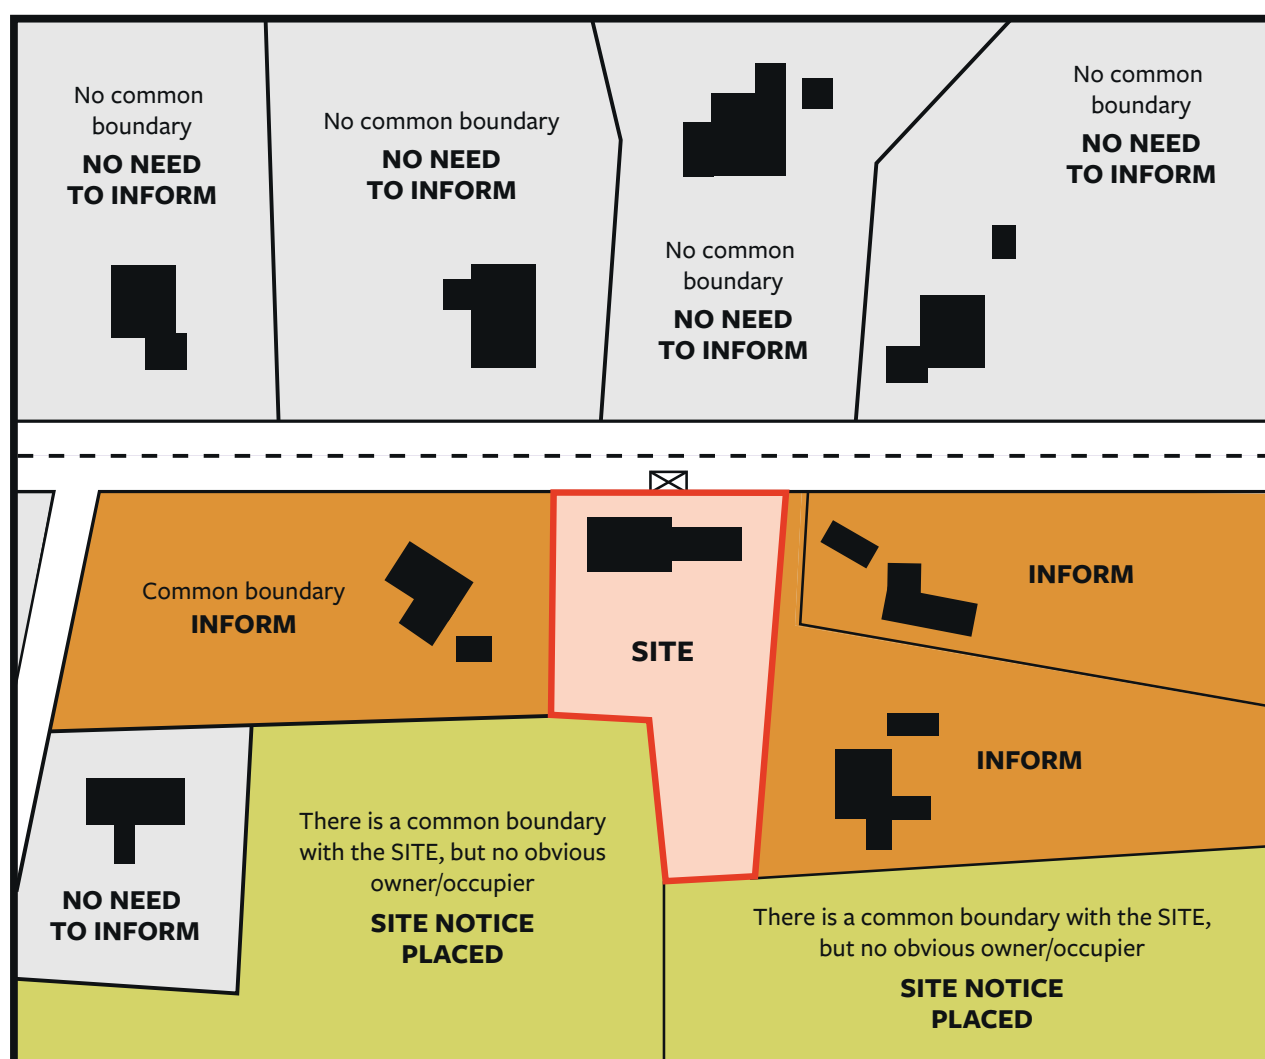 No common
boundary
NO NEED
TO INFORM
No common boundary
NO NEED
TO INFORM
No common
boundary
NO NEED
TO INFORM
No common
boundary
NO NEED
TO INFORM
Common boundary
INFORM
SITE
INFORM
INFORM
NO NEED
TO INFORM
There is a common boundary
with the SITE, but no obvious
owner/occupier
SITE NOTICE
PLACED
There is a common boundary with the SITE,
but no obvious owner/occupier
SITE NOTICE
PLACED